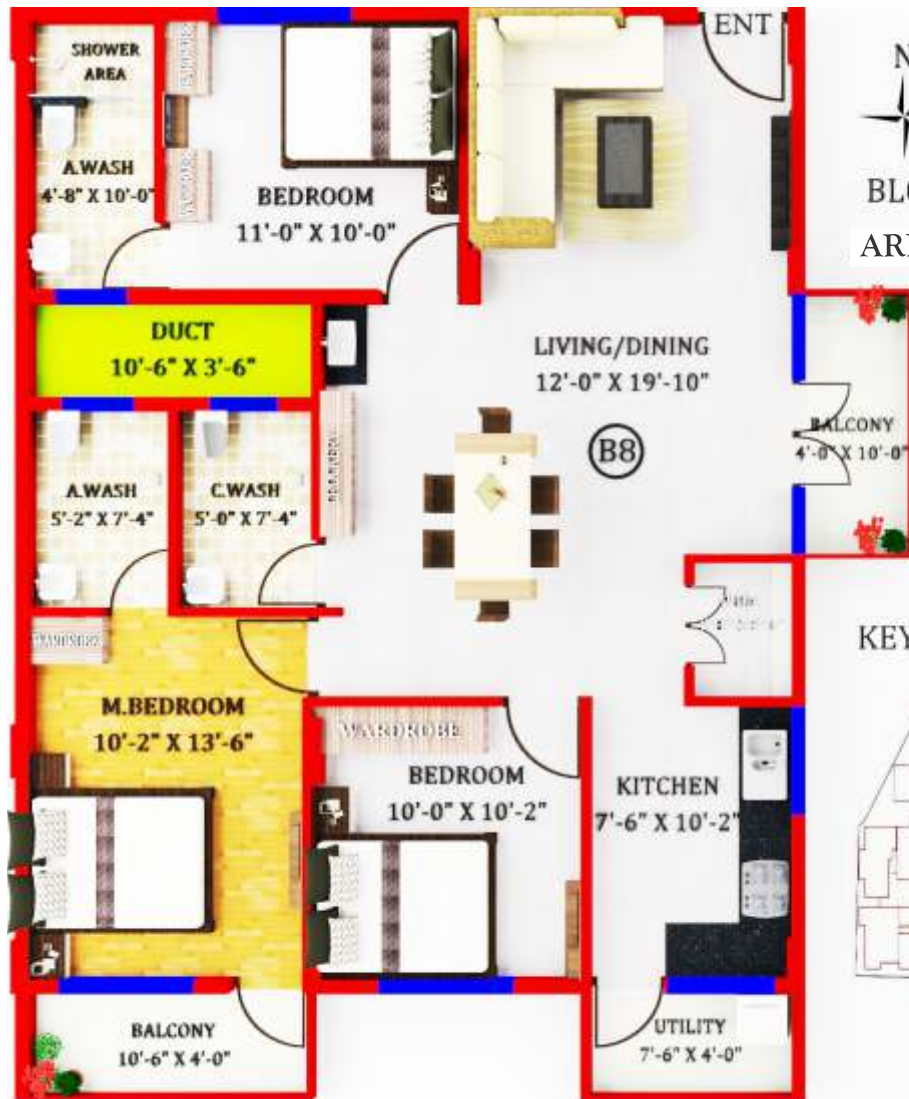 ENT
N
SHOWER
AREA
A.WASH
4'-8" X 10'-0"
WARDROBE
BEDROOM
11'-0" X 10'-0"
DUCT
10'-6" X 3'-6"
LIVING/DINING
12'-0" X 19'-10"
B8
BALCONY
4'-0" X 10'-0"
A.WASH
5'-2" X 7'-4"
C.WASH
5'-0" X 7'-4"
WARDROBE
M.BEDROOM
10'-2" X 13'-6"
WARDROBE
BEDROOM
10'-0" X 10'-2"
KITCHEN
7'-6" X 10'-2"
KEY
BALCONY
10'-6" X 4'-0"
UTILITY
7'-6" X 4'-0"